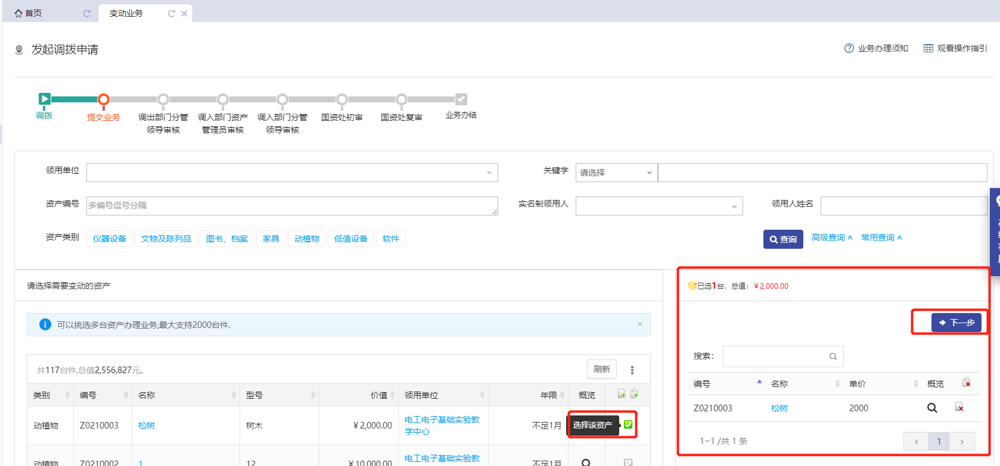 首页
变动业务
发起调拨申请
业务办理须知
观看操作指引
调拨
提交业务
调出部门分管
领导审核
调入部门资产
管理员审核
调入部门分管
领导审核
国资处初审
国资处复审
业务办结
领用单位
关键字
请选择
资产编号
多编号逗号分隔
实名制领用人
领用人姓名
资产类别
仪器设备
文物及陈列品
图书、档案
家具
动植物
低值设备
软件
查询
高级查询
常用查询
请选择需要变动的资产
可以挑选多台资产办理业务,最大支持2000台件.
共117台件,总值2,556,827元。
刷新
类别 编号 名称 型号 价值 领用单位 年限 概览
动植物 Z0210003 松树 树木 ¥2,000.00 电工电子基础实验教
学中心 不足1月 选择该资产
动植物 Z0210002 1 12 ¥10,000.00 电工电子基础实验教 不足1月
已选1台，总值：¥2,000.00
下一步
搜索：
编号 名称 单价 概览
Z0210003 松树 2000
1~1 /共 1 条
< 1 >